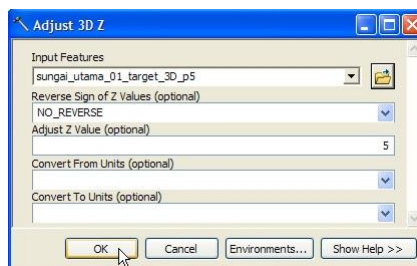 Adjust 3D Z
Input Features
sungai_utama_01_target_3D_p5
Reverse Sign of Z Values (optional)
NO_REVERSE
Adjust Z Value (optional)
5
Convert From Units (optional)
Convert To Units (optional)
OK Cancel Environments... Show Help >>